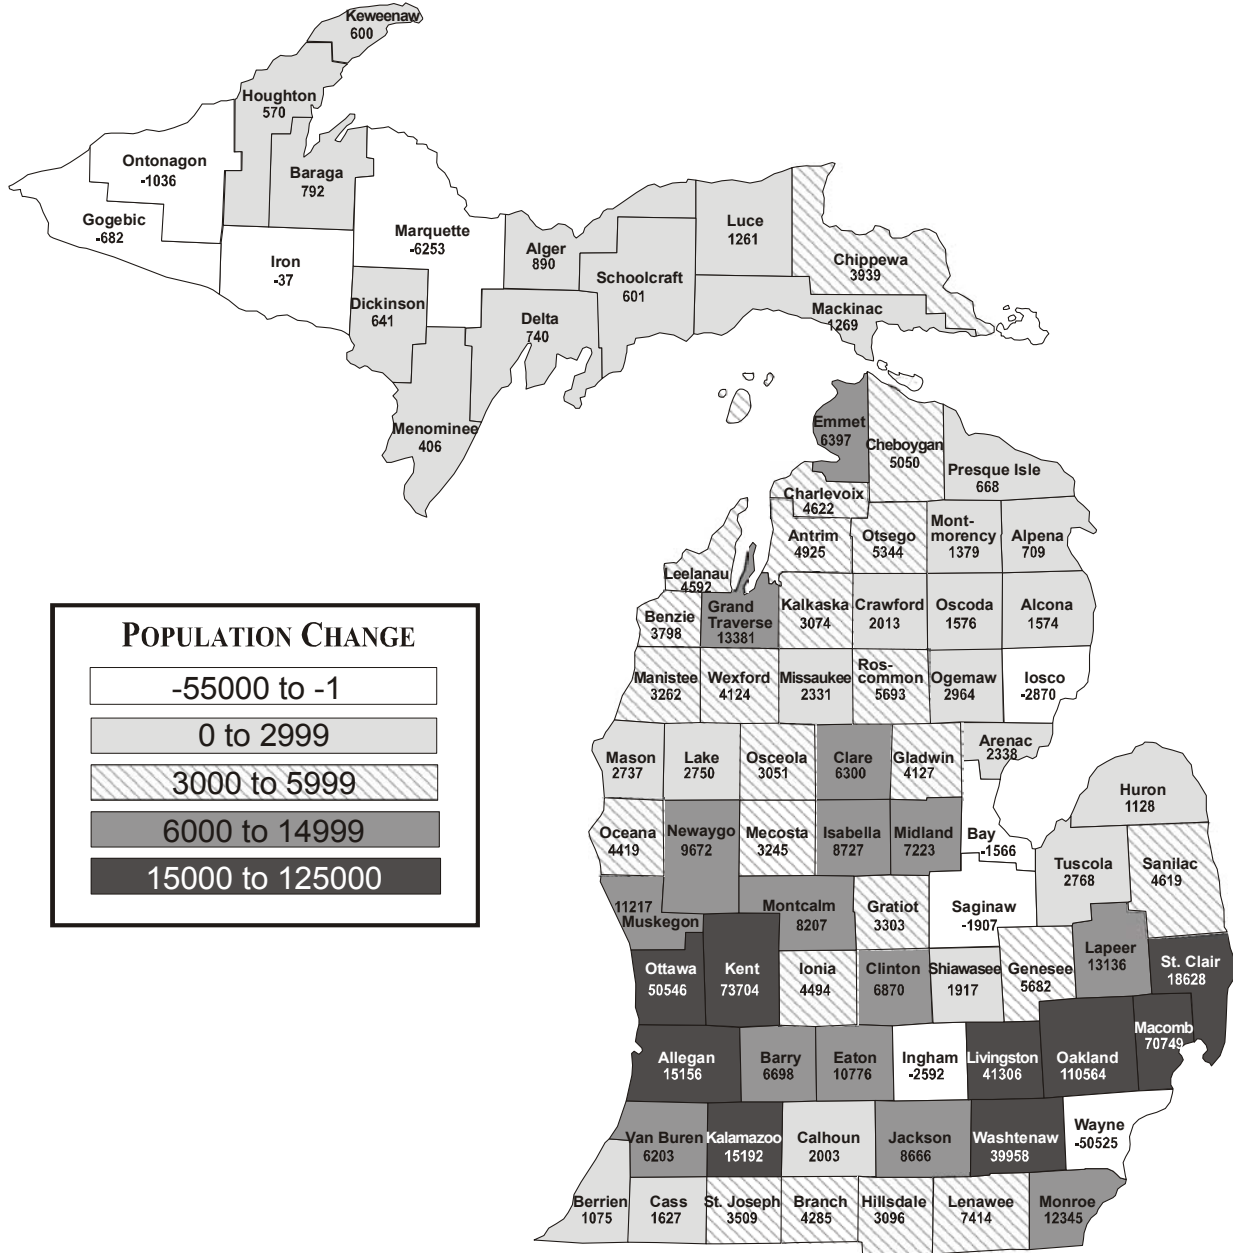 Keweenaw
600
Houghton
570
Ontonagon
-1036
Baraga
792
Gogebic
-682
Marquette
-6253
Iron
-37
Alger
890
Luce
1261
Chippewa
3939
Schoolcraft
601
Dickinson
641
Delta
740
Mackinac
1269
Menominee
406
Emmet
6397
Cheboygan
5050
Presque Isle
668
Charlevoix
4622
Antrim
4925
Otsego
5344
Mont-
morency
1379
Alpena
709
Leelanau
4592
Benzie
3798
Grand
Traverse
13381
Kalkaska
3074
Crawford
2013
Oscoda
1576
Alcona
1574
Manistee
3262
Wexford
4124
Missaukee
2331
Ros-
common
5693
Ogemaw
2964
Iosco
-2870
POPULATION CHANGE
-55000 to -1
0 to 2999
3000 to 5999
6000 to 14999
15000 to 125000
Mason
2737
Lake
2750
Osceola
3051
Clare
6300
Gladwin
4127
Arenac
2338
Huron
1128
Oceana
4419
Newaygo
9672
Mecosta
3245
Isabella
8727
Midland
7223
Bay
-1566
Tuscola
2768
Sanilac
4619
11217
Muskegon
Montcalm
8207
Gratiot
3303
Saginaw
-1907
Ottawa
50546
Kent
73704
Ionia
4494
Clinton
6870
Shiawasee
1917
Genesee
5682
Lapeer
13136
St. Clair
18628
Allegan
15156
Barry
6698
Eaton
10776
Ingham
-2592
Livingston
41306
Oakland
110564
Macomb
70749
Van Buren
6203
Kalamazoo
15192
Calhoun
2003
Jackson
8666
Washtenaw
39958
Wayne
-50525
Berrien
1075
Cass
1627
St. Joseph
3509
Branch
4285
Hillsdale
3096
Lenawee
7414
Monroe
12345